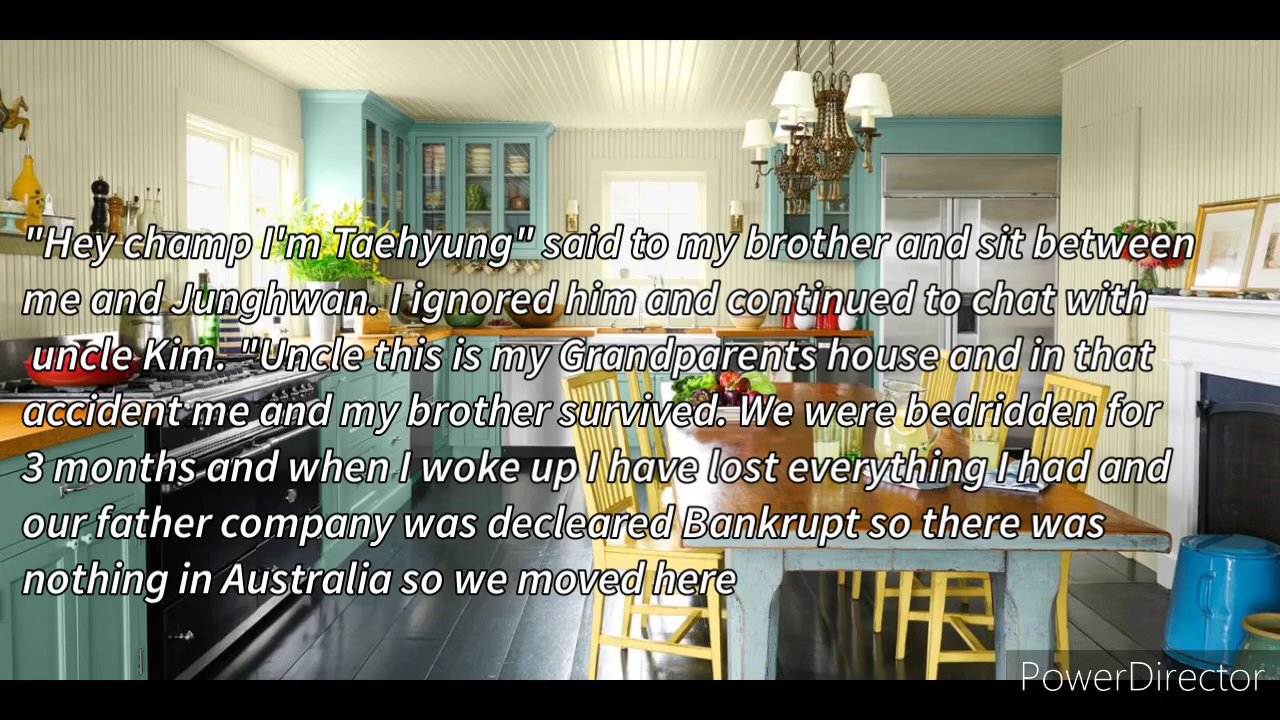 "Hey champ I'm Taehyung" said to my brother and sit between
me and Junghwan. I ignored him and continued to chat with
uncle Kim. "Uncle this is my Grandparents house and in that
accident me and my brother survived. We were bedridden for
3 months and when I woke up I have lost everything I had and
our father company was decleared Bankrupt so there was
nothing in Australia so we moved here
PowerDirector